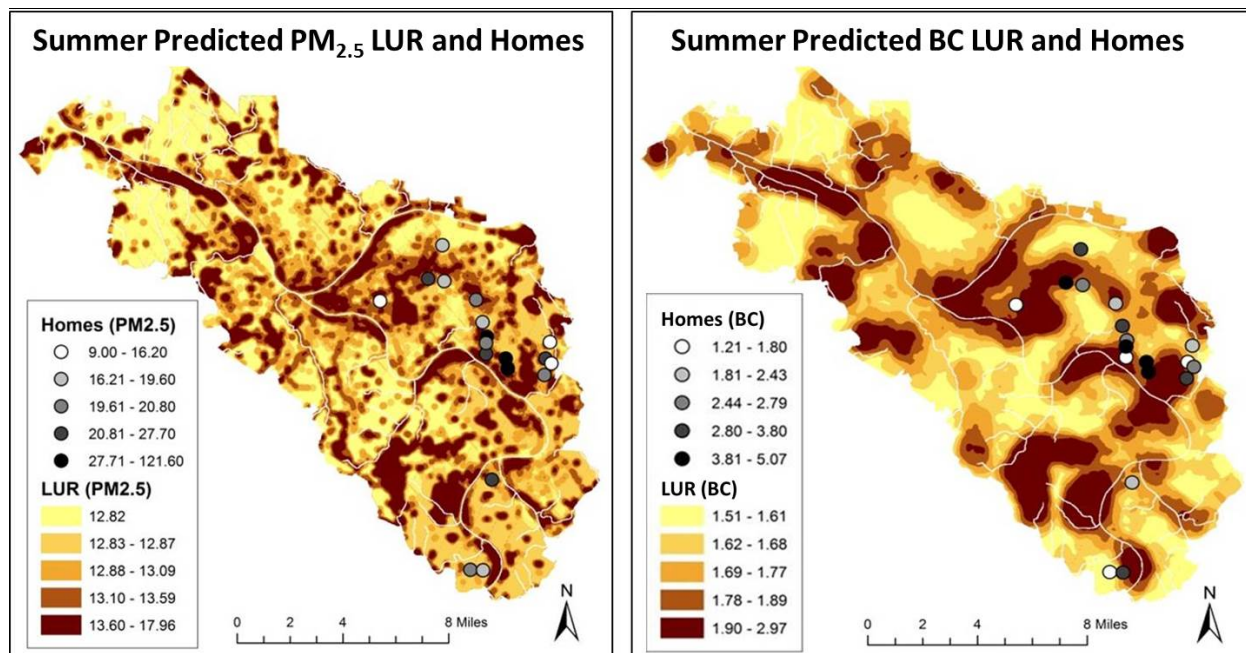 Summer Predicted PM2.5 LUR and Homes
Homes (PM2.5)
9.00 - 16.20
16.21 - 19.60
19.61 - 20.80
20.81 - 27.70
27.71 - 121.60
LUR (PM2.5)
12.82
12.83 - 12.87
12.88 - 13.09
13.10 - 13.59
13.60 - 17.96
0 2 4 8 Miles
N
Summer Predicted BC LUR and Homes
Homes (BC)
1.21 - 1.80
1.81 - 2.43
2.44 - 2.79
2.80 - 3.80
3.81 - 5.07
LUR (BC)
1.51 - 1.61
1.62 - 1.68
1.69 - 1.77
1.78 - 1.89
1.90 - 2.97
0 2 4 8 Miles
N